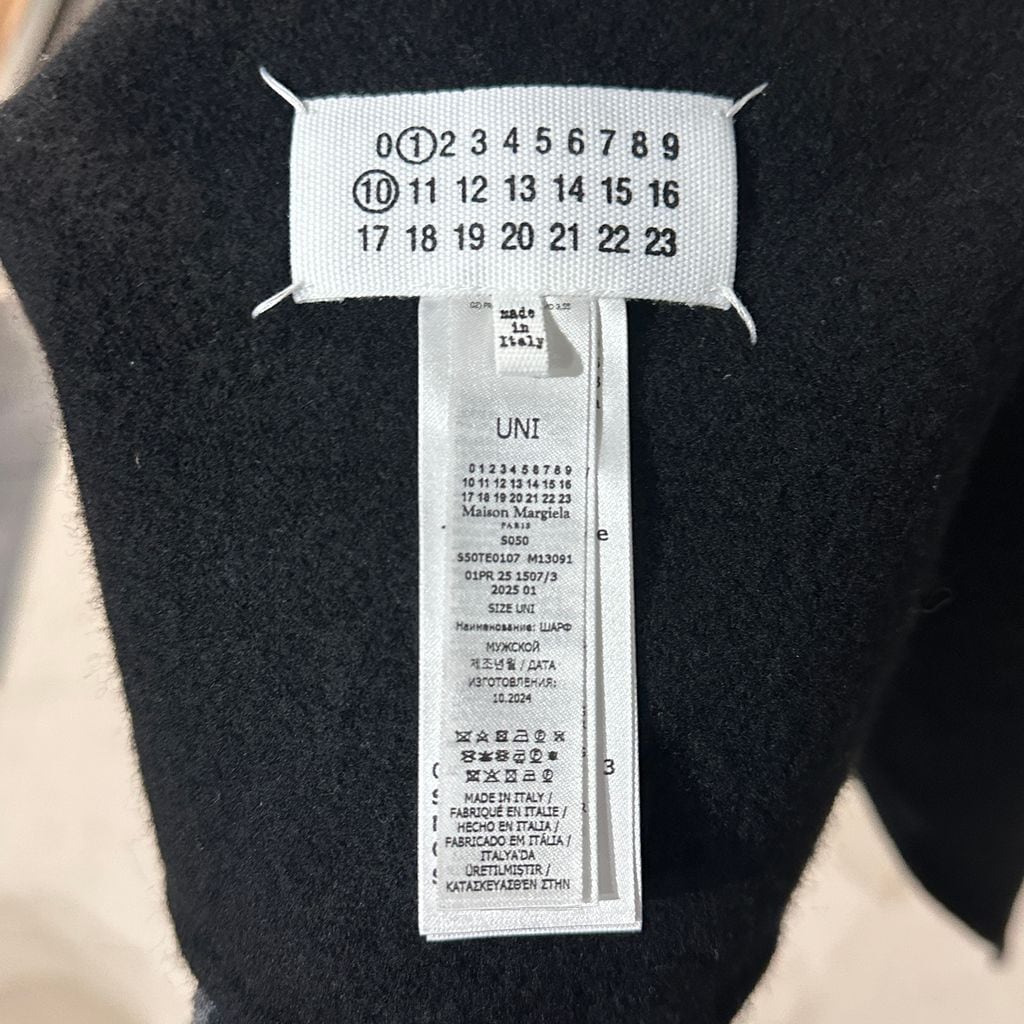 0 1 2 3 4 5 6 7 8 9
10 11 12 13 14 15 16
17 18 19 20 21 22 23
made
in
Italy
UNI
0 1 2 3 4 5 6 7 8 9
10 11 12 13 14 15 16
17 18 19 20 21 22 23
Maison Margiela
PARIS
S050
S50TE0107 M13091
01PR 25 1507/3
2025 01
SIZE UNI
Наименование: ШАРФ
МУЖСКОЙ
제조년월 / ДАТА
ИЗГОТОВЛЕНИЯ:
10.2024
MADE IN ITALY /
FABRIQUÉ EN ITALIE /
HECHO EN ITALIA /
FABRICADO EM ITÁLIA /
ITALYA'DA
ÜRETILMIŞTIR /
ΚΑΤΑΣΚΕΥΑΣΘΕΝ ΣΤΗΝ